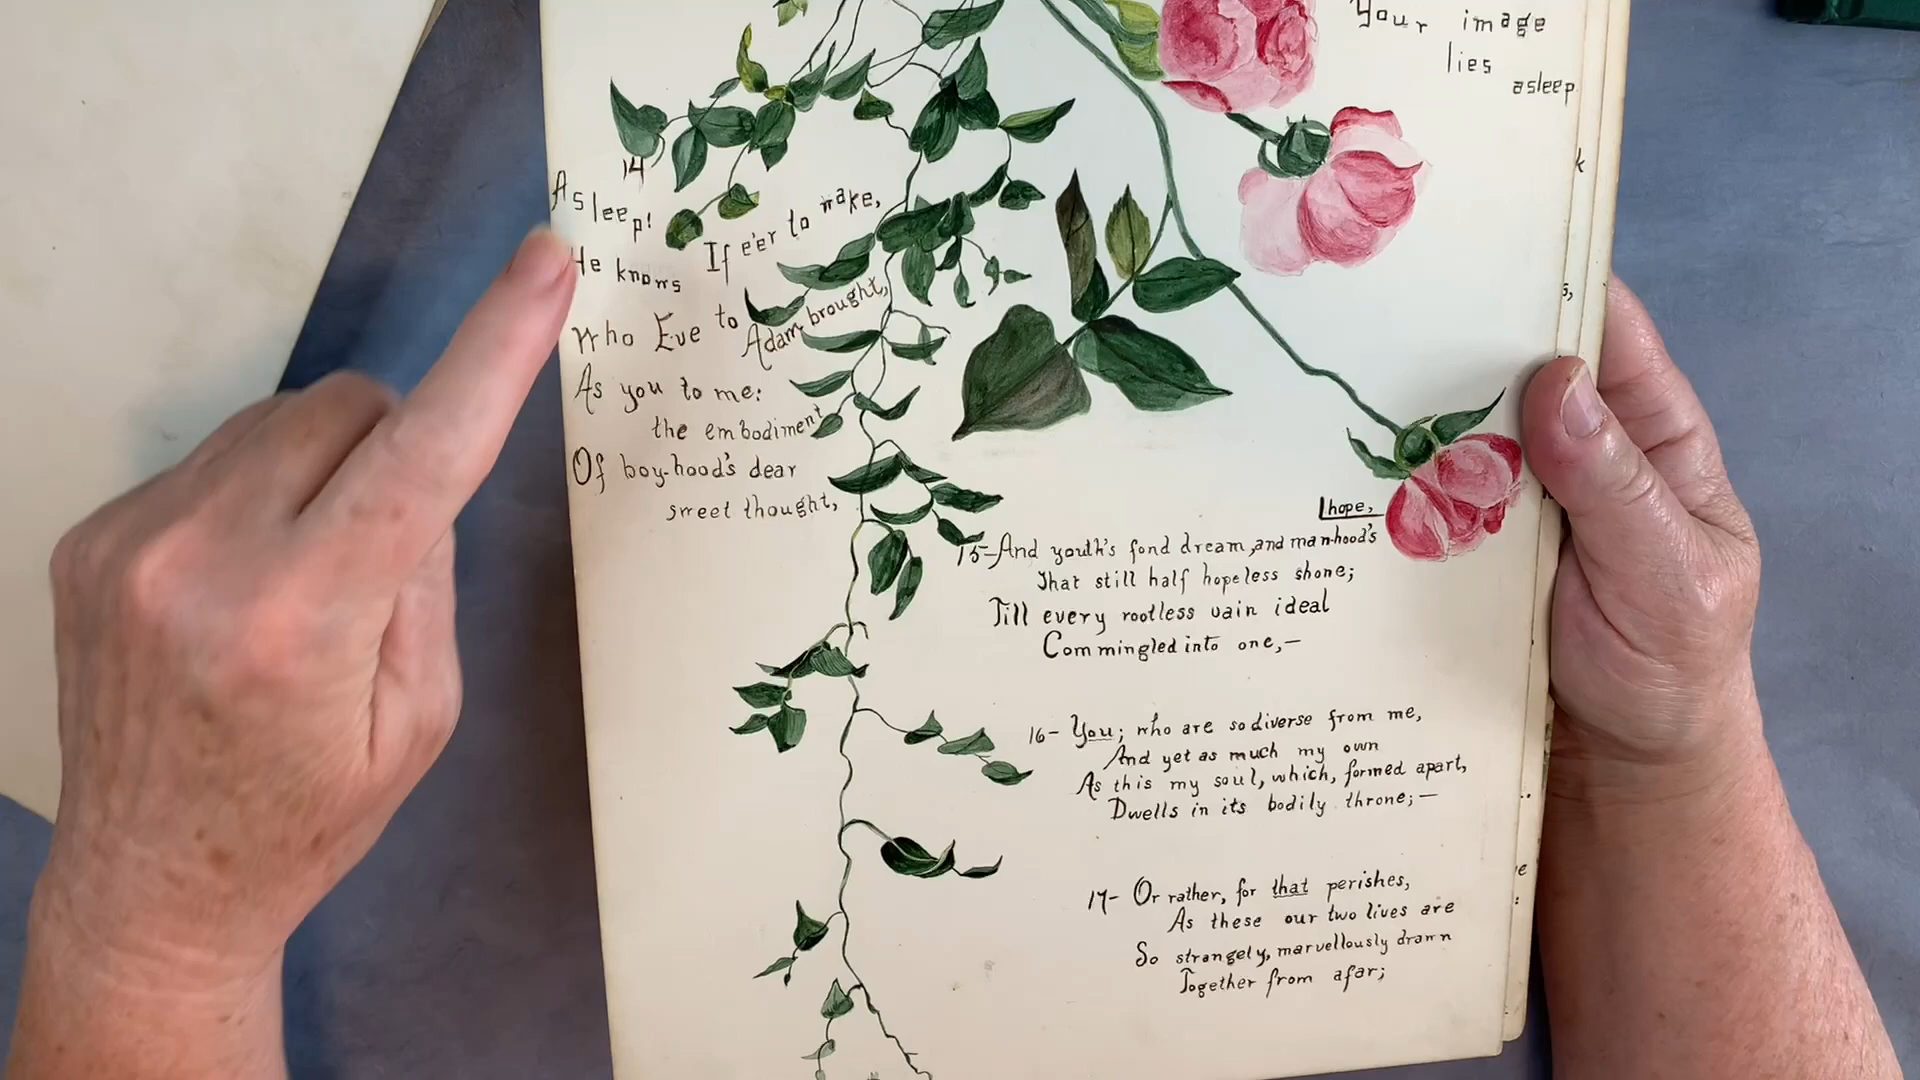 Your image
lies
asleep
14
Asleep!
He knows If e'er to wake,
Who Eve to Adam brought,
As you to me:
the embodiment
Of boy-hood's dear
sweet thought,
hope,
15-And youth's fond dream, and man-hood's
That still half hopeless shone;
Till every rootless vain ideal
Commingled into one,—
16- You; who are so diverse from me,
And yet as much my own
As this my soul, which, formed apart,
Dwells in its bodily throne;—
17- Or rather, for that perishes,
As these our two lives are
So strangely, marvellously drawn
Together from afar;